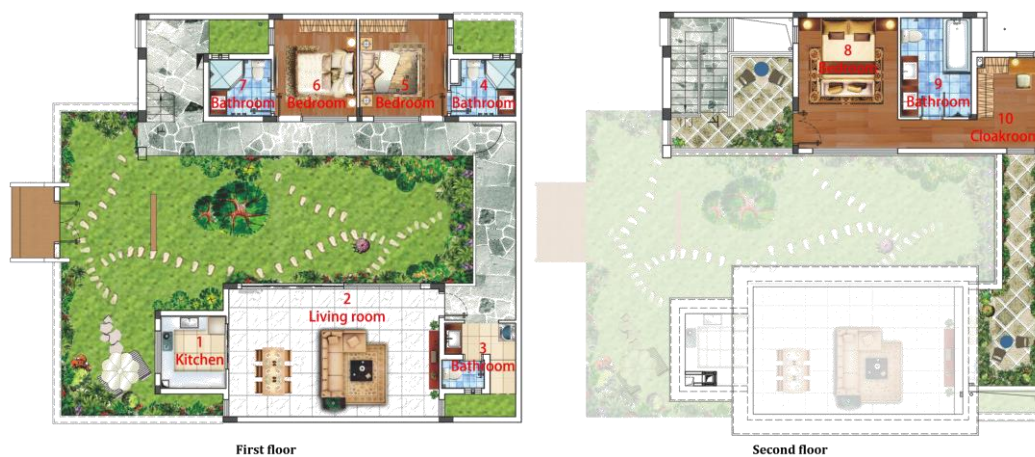 7
Bathroom
6
Bedroom
5
Bedroom
4
Bathroom
2
Living room
1
Kitchen
3
Bathroom
First floor
8
Bedroom
9
Bathroom
10
Cloakroom
Second floor